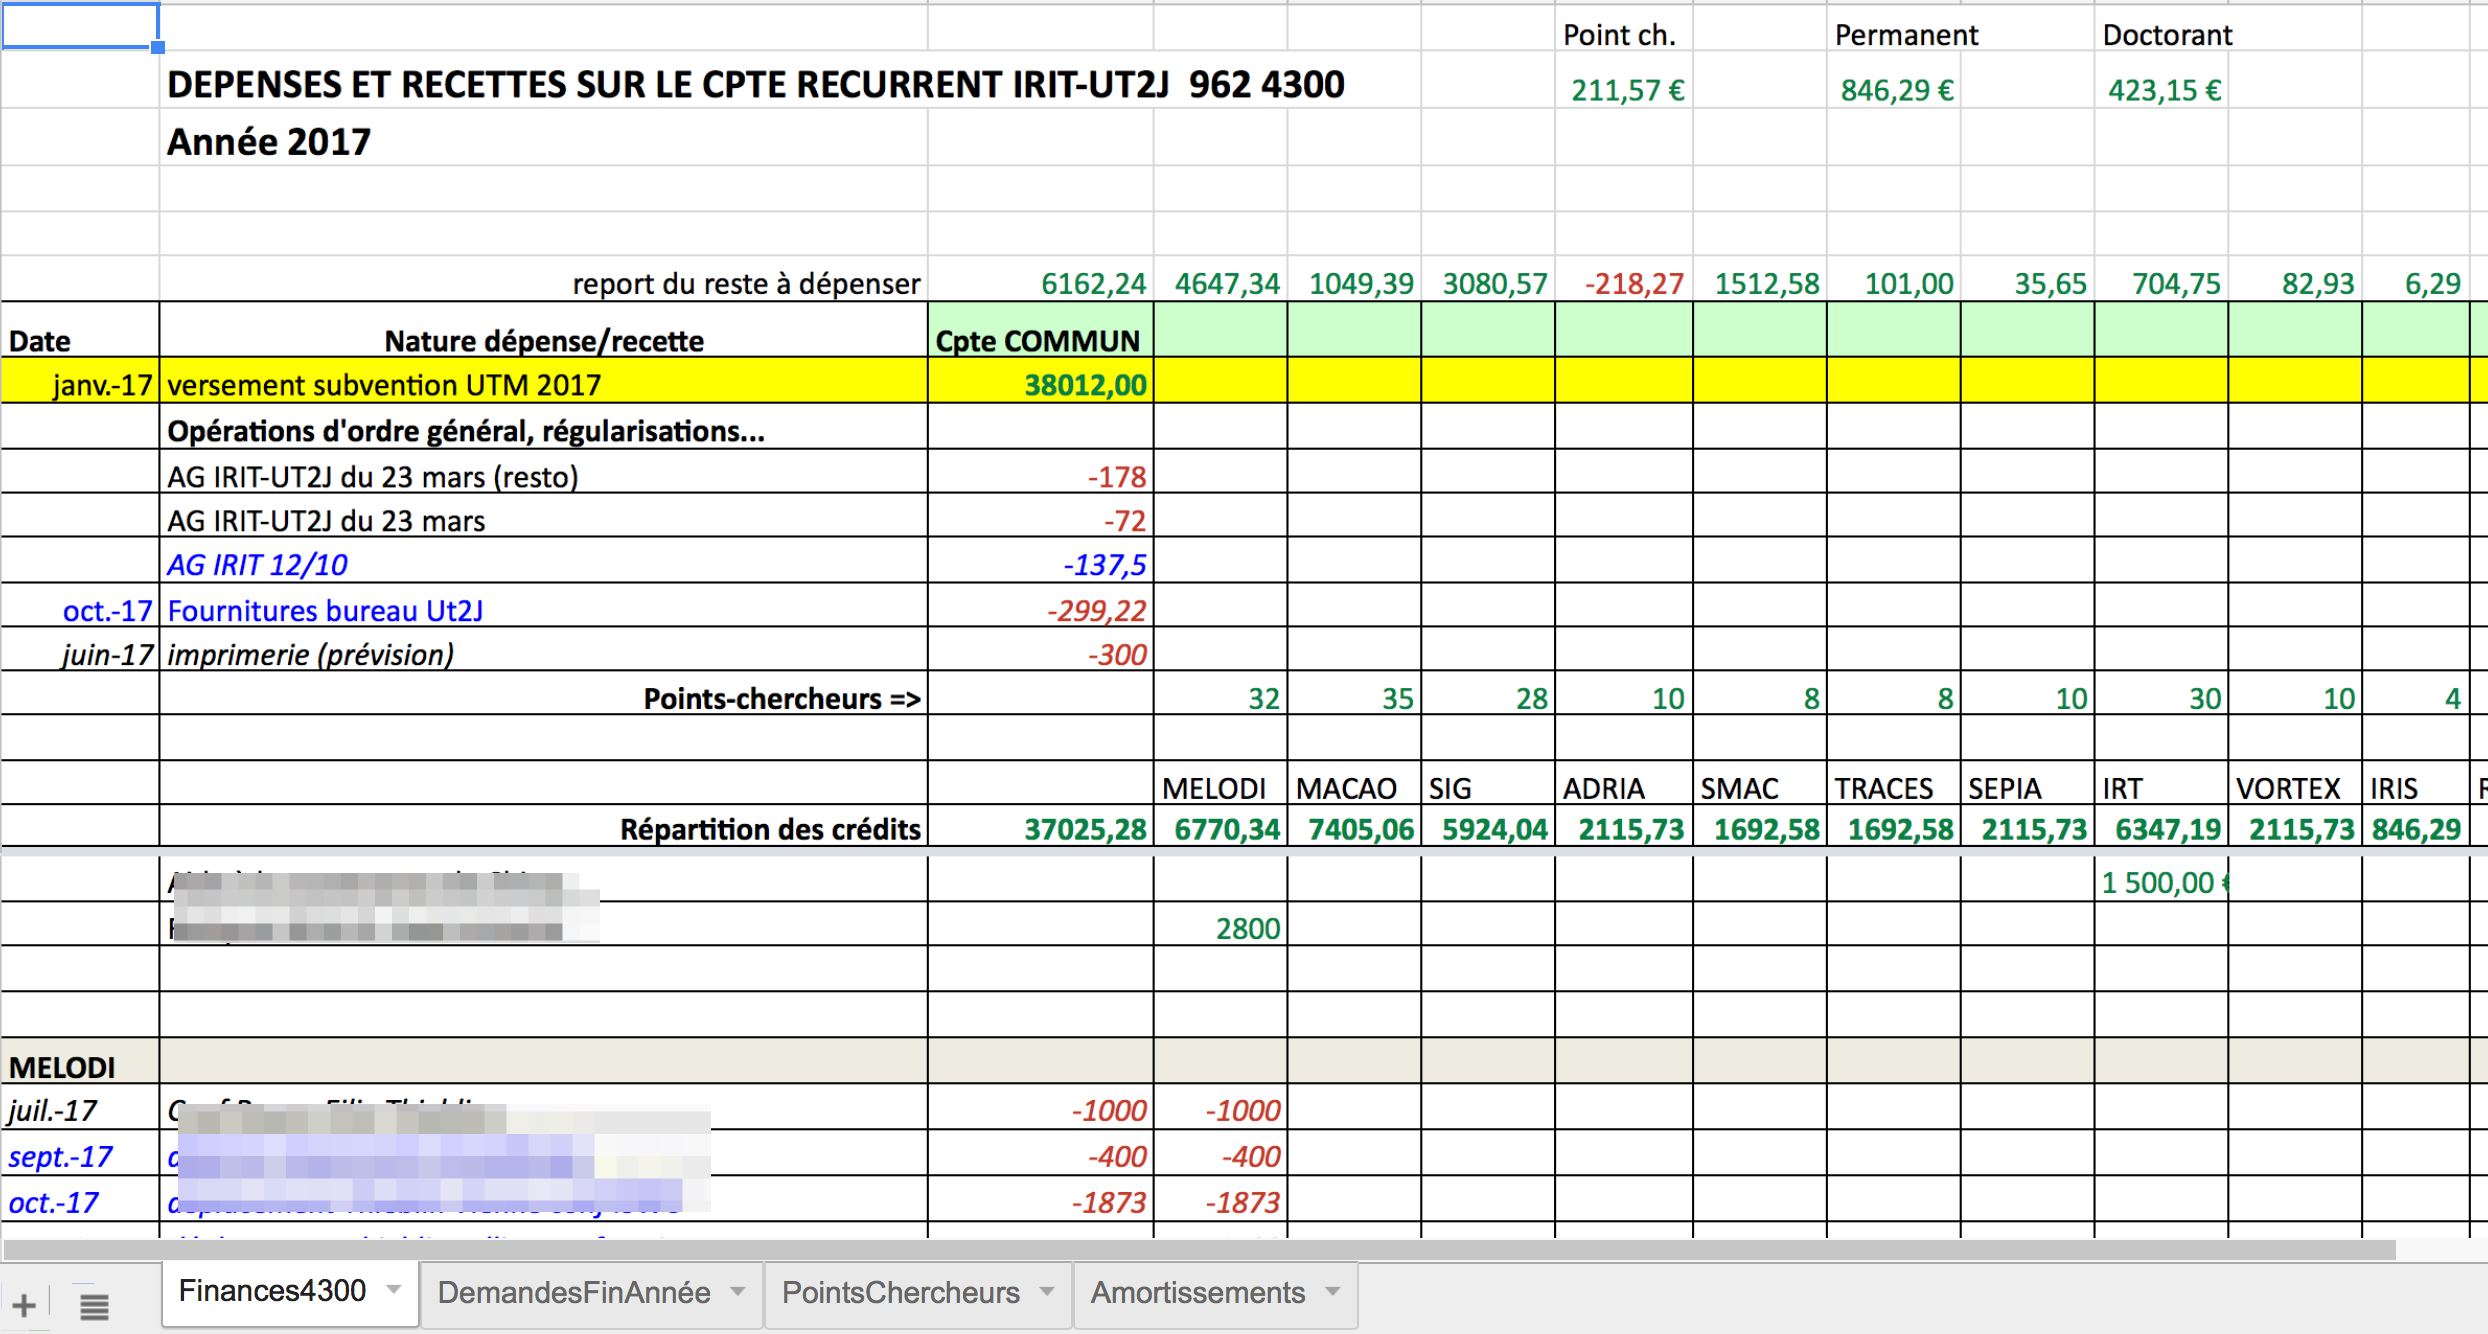 Point ch. Permanent Doctorant
DEPENSES ET RECETTES SUR LE CPTE RECURRENT IRIT-UT2J 962 4300 211,57 € 846,29 € 423,15 €
Année 2017
report du reste à dépenser 6162,24 4647,34 1049,39 3080,57 -218,27 1512,58 101,00 35,65 704,75 82,93 6,29
Date Nature dépense/recette Cpte COMMUN
janv.-17 versement subvention UTM 2017 38012,00
Opérations d'ordre général, régularisations...
AG IRIT-UT2J du 23 mars (resto) -178
AG IRIT-UT2J du 23 mars -72
AG IRIT 12/10 -137,5
oct.-17 Fournitures bureau Ut2J -299,22
juin-17 imprimerie (prévision) -300
Points-chercheurs => 32 35 28 10 8 8 10 30 10 4
MELODI MACAO SIG ADRIA SMAC TRACES SEPIA IRT VORTEX IRIS
Répartition des crédits 37025,28 6770,34 7405,06 5924,04 2115,73 1692,58 1692,58 2115,73 6347,19 2115,73 846,29
1 500,00 €
2800
MELODI
juil.-17 -1000 -1000
sept.-17 -400 -400
oct.-17 -1873 -1873
Finances4300 DemandesFinAnnée PointsChercheurs Amortissements